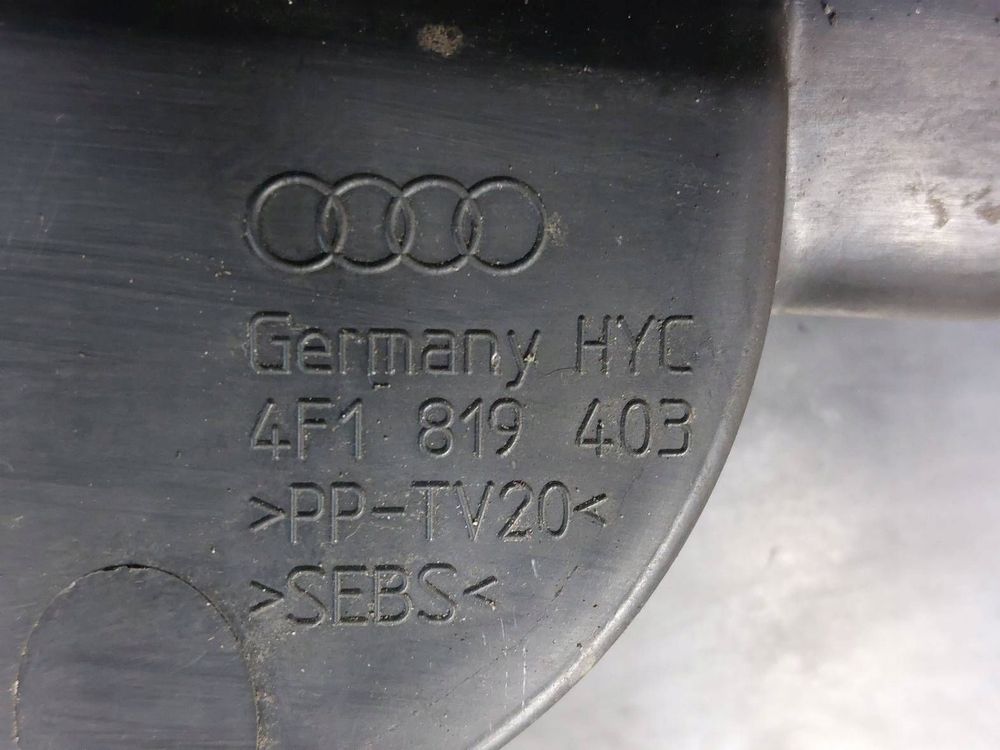 Germany HYC
4F1 819 403
>PP-TV20<
>SEBS<